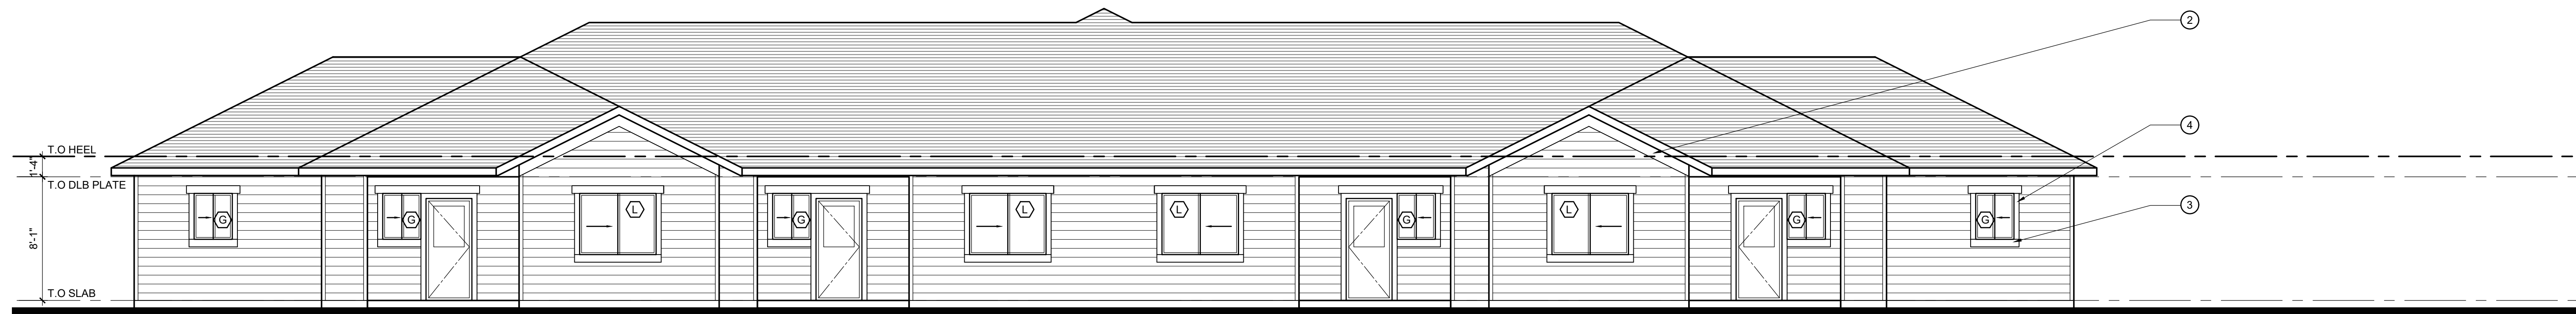 2
4
T.O HEEL
1'-4"
T.O DLB PLATE
G
G
L
G
L
L
G
L
G
G
3
8'-1"
T.O SLAB